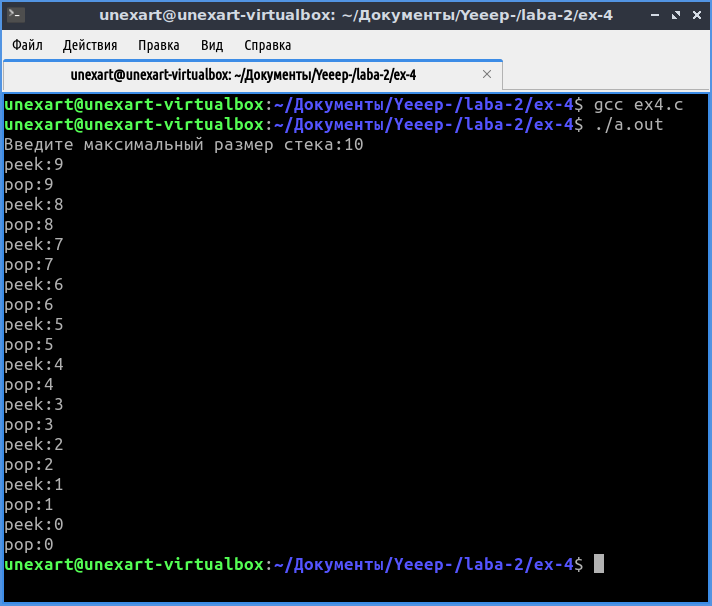 unexart@unexart-virtualbox: ~/Документы/Yeeep-/laba-2/ex-4
Файл Действия Правка Вид Справка
unexart@unexart-virtualbox: ~/Документы/Yeeep-/laba-2/ex-4
unexart@unexart-virtualbox:~/Документы/Yeeep-/laba-2/ex-4$ gcc ex4.c
unexart@unexart-virtualbox:~/Документы/Yeeep-/laba-2/ex-4$ ./a.out
Введите максимальный размер стека:10
peek:9
pop:9
peek:8
pop:8
peek:7
pop:7
peek:6
pop:6
peek:5
pop:5
peek:4
pop:4
peek:3
pop:3
peek:2
pop:2
peek:1
pop:1
peek:0
pop:0
unexart@unexart-virtualbox:~/Документы/Yeeep-/laba-2/ex-4$